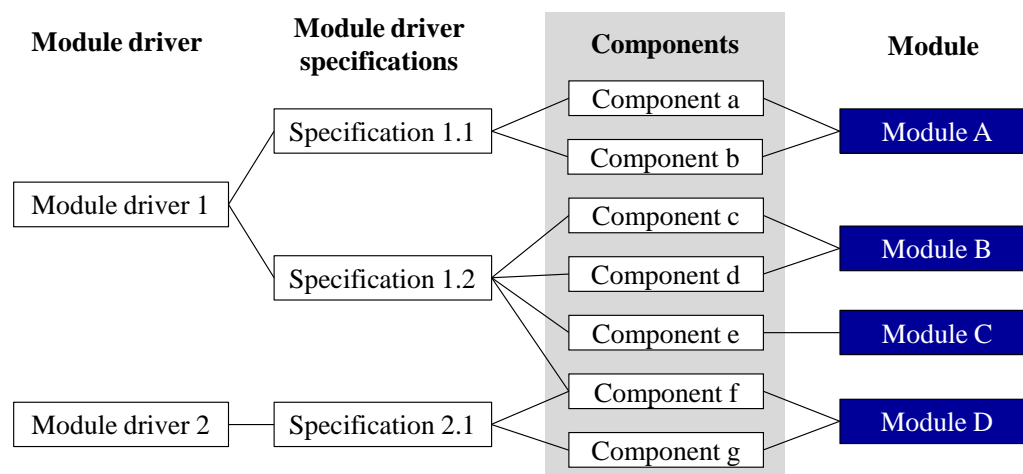 Module driver
Module driver
specifications
Components
Module
Component a
Specification 1.1
Module A
Component b
Module driver 1
Component c
Module B
Specification 1.2
Component d
Component e
Module C
Component f
Module driver 2
Specification 2.1
Module D
Component g